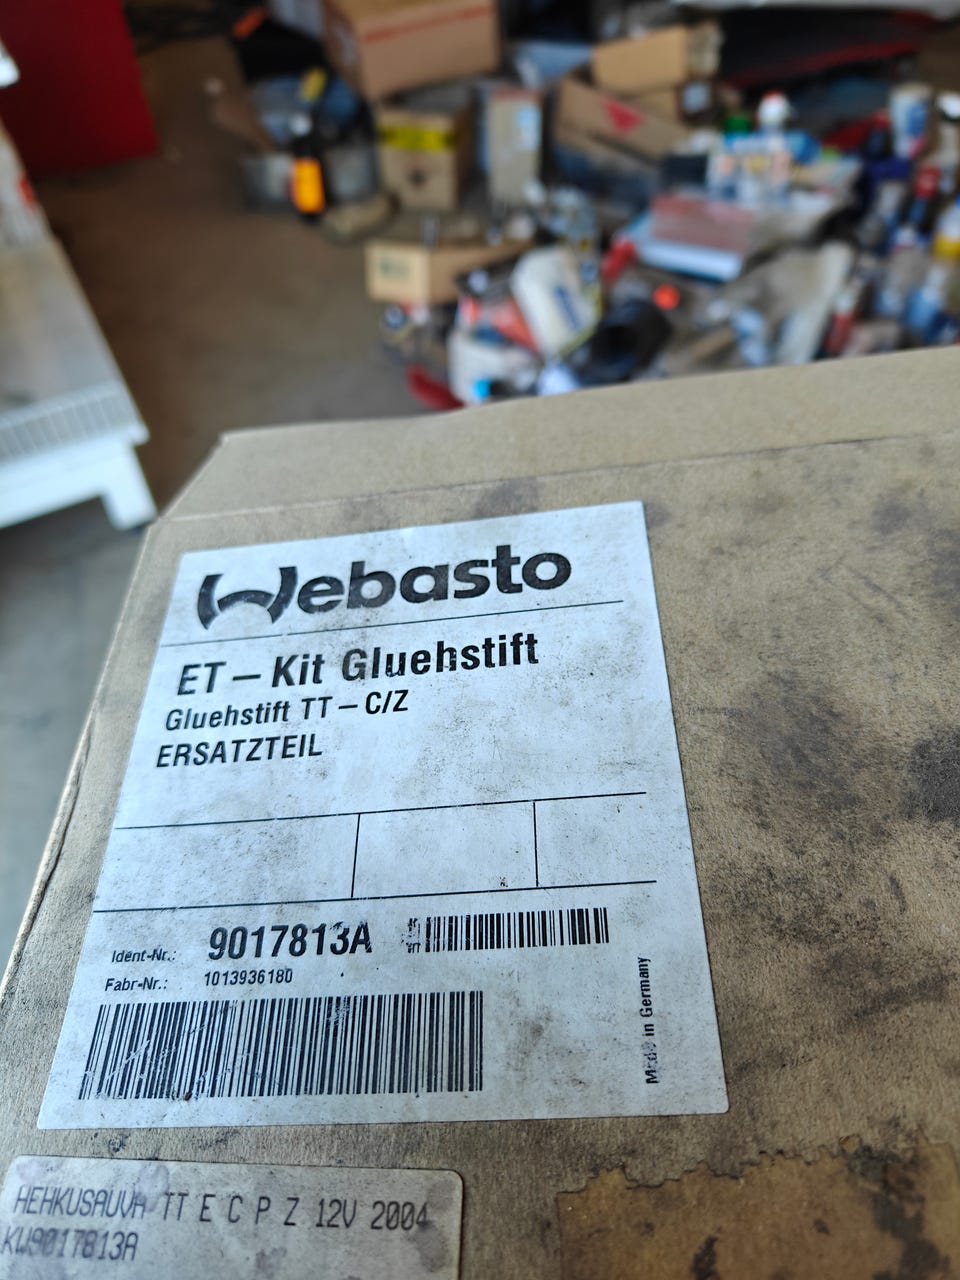 Webasto
ET – Kit Gluehstift
Gluehstift TT – C/Z
ERSATZTEIL
Ident-Nr.: 9017813A
Fabr-Nr.: 1013936180
Made in Germany
HEHKUSAUVA TT E C P Z 12V 2004
KW9017813A